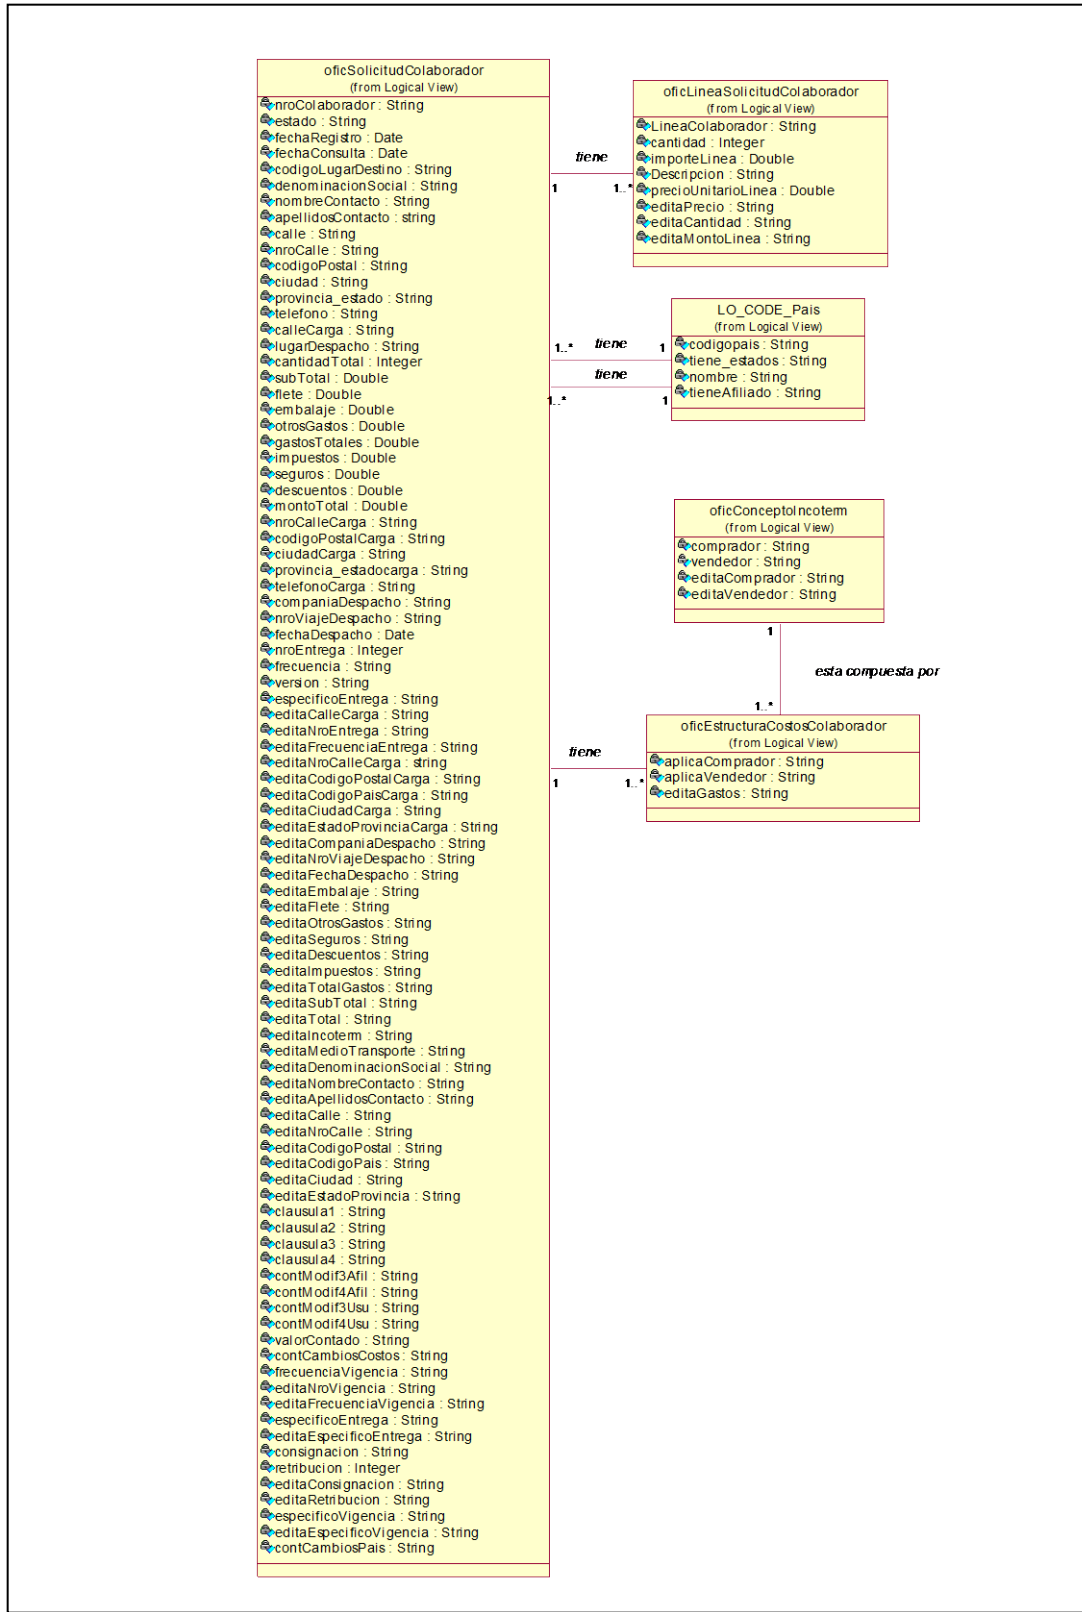 oficSolicitudColaborador
(from Logical View)
nroColaborador : String
estado : String
fechaRegistro : Date
fechaConsulta : Date
codigoLugarDestino : String
denominacionSocial : String
nombreContacto : String
apellidosContacto : string
calle : String
nroCalle : String
codigoPostal : String
ciudad : String
provincia_estado : String
telefono : String
calleCarga : String
lugarDespacho : String
cantidadTotal : Integer
subTotal : Double
flete : Double
embalaje : Double
otrosGastos : Double
gastosTotales : Double
impuestos : Double
seguros : Double
descuentos : Double
montoTotal : Double
nroCalleCarga : String
codigoPostalCarga : String
ciudadCarga : String
provincia_estadocarga : String
telefonoCarga : String
companiaDespacho : String
nroViajeDespacho : String
fechaDespacho : Date
nroEntrega : Integer
frecuencia : String
version : String
especificoEntrega : String
editaCalleCarga : String
editaNroEntrega : String
editaFrecuenciaEntrega : String
editaNroCalleCarga : string
editaCodigoPostalCarga : String
editaCodigoPaisCarga : String
editaCiudadCarga : String
editaEstadoProvinciaCarga : String
editaCompaniaDespacho : String
editaNroViajeDespacho : String
editaFechaDespacho : String
editaEmbalaje : String
editaFlete : String
editaOtrosGastos : String
editaSeguros : String
editaDescuentos : String
editaImpuestos : String
editaTotalGastos : String
editaSubTotal : String
editaTotal : String
editaIncoterm : String
editaMedioTransporte : String
editaDenominacionSocial : String
editaNombreContacto : String
editaApellidosContacto : String
editaCalle : String
editaNroCalle : String
editaCodigoPostal : String
editaCodigoPais : String
editaCiudad : String
editaEstadoProvincia : String
clausula1 : String
clausula2 : String
clausula3 : String
clausula4 : String
contModif3Afil : String
contModif4Afil : String
contModif3Usu : String
contModif4Usu : String
valorContado : String
contCambiosCostos : String
frecuenciaVigencia : String
editaNroVigencia : String
editaFrecuenciaVigencia : String
especificoEntrega : String
editaEspecificoEntrega : String
consignacion : String
retribucion : Integer
editaConsignacion : String
editaRetribucion : String
especificoVigencia : String
editaEspecificoVigencia : String
contCambiosPais : String
tiene
1
1..*
oficLineaSolicitudColaborador
(from Logical View)
LineaColaborador : String
cantidad : Integer
importeLinea : Double
Descripcion : String
precioUnitarioLinea : Double
editaPrecio : String
editaCantidad : String
editaMontoLinea : String
1..*
tiene
1
tiene
1..*
1
LO_CODE_Pais
(from Logical View)
codigopais : String
tiene_estados : String
nombre : String
tieneAfiliado : String
oficConceptoIncoterm
(from Logical View)
comprador : String
vendedor : String
editaComprador : String
editaVendedor : String
1
esta compuesta por
1..*
tiene
1
1..*
oficEstructuraCostosColaborador
(from Logical View)
aplicaComprador : String
aplicaVendedor : String
editaGastos : String